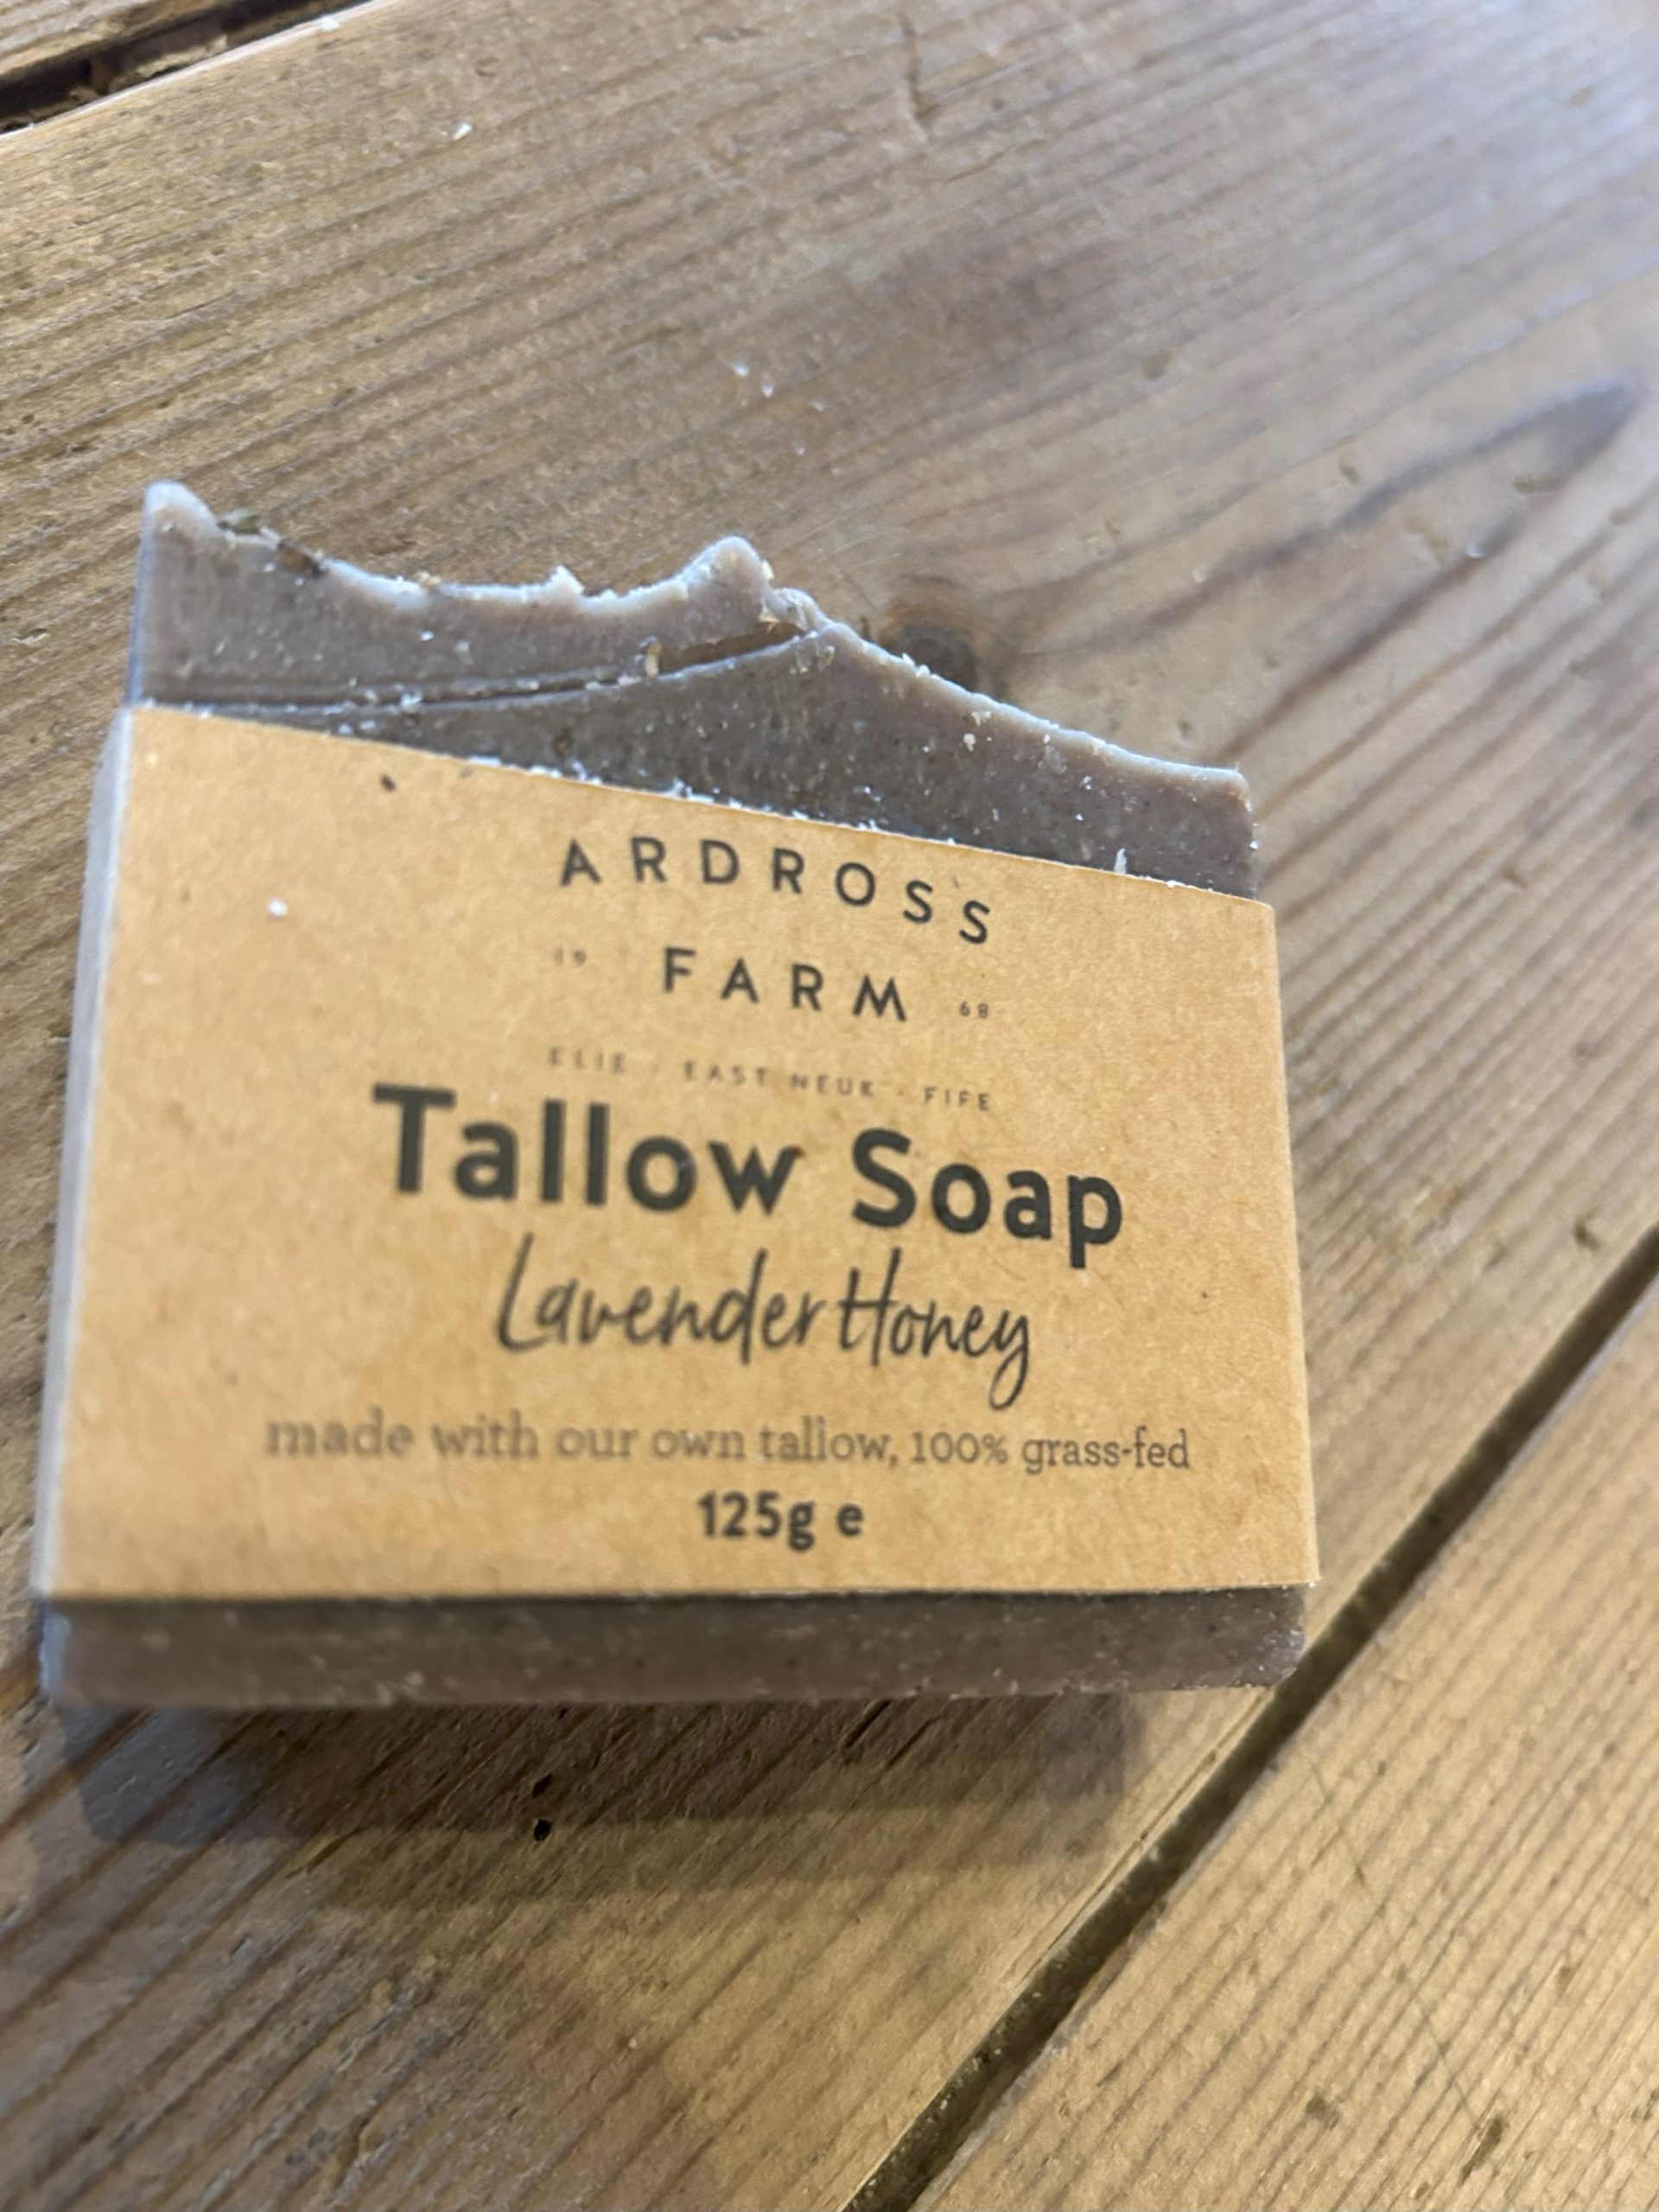 ARDROSS
19 FARM 68
ELIE · EAST NEUK · FIFE
Tallow Soap
Lavender Honey
made with our own tallow, 100% grass-fed
125g e